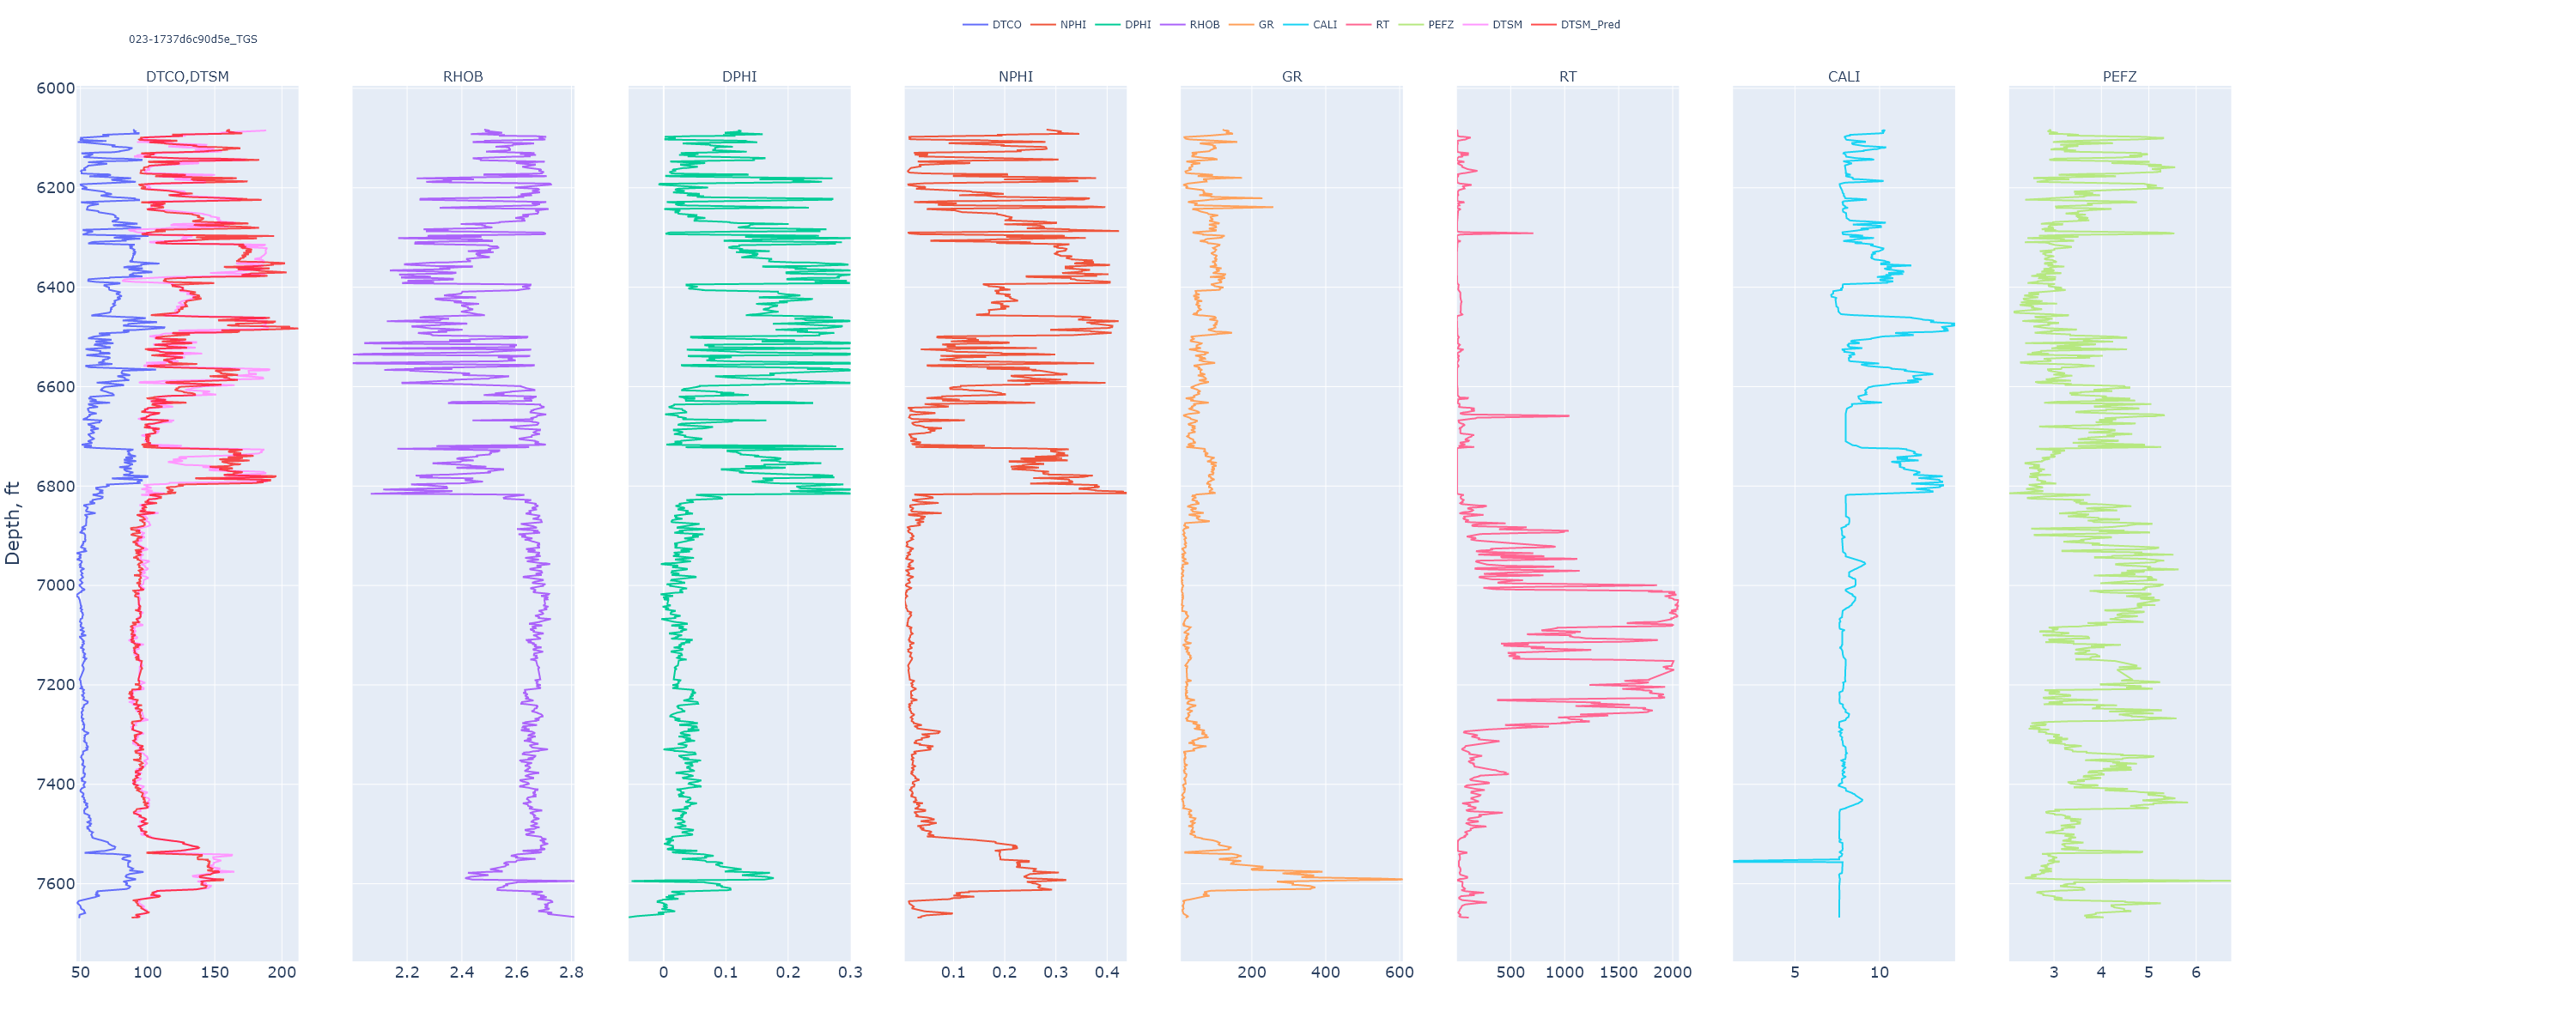 DTCO NPHI DPHI RHOB GR CALI RT PEFZ DTSM DTSM_Pred
023-1737d6c90d5e_TGS
DTCO,DTSM RHOB DPHI NPHI GR RT CALI PEFZ
6000
6200
6400
6600
6800
7000
7200
7400
7600
Depth, ft
50 100 150 200 2.2 2.4 2.6 2.8 0 0.1 0.2 0.3 0.1 0.2 0.3 0.4 200 400 600 500 1000 1500 2000 5 10 3 4 5 6